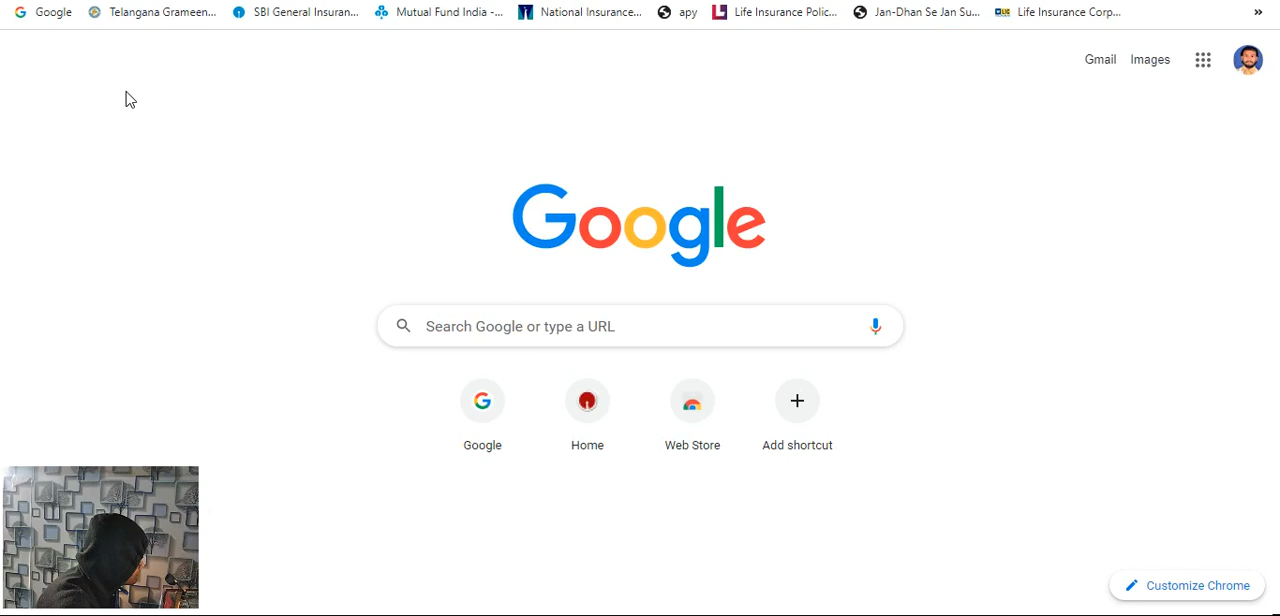 Google Telangana Grameen... SBI General Insuran... Mutual Fund India -... National Insurance... apy Life Insurance Polic... Jan-Dhan Se Jan Su... Life Insurance Corp... »
Gmail Images
Google
Search Google or type a URL
Google Home Web Store Add shortcut
Customize Chrome